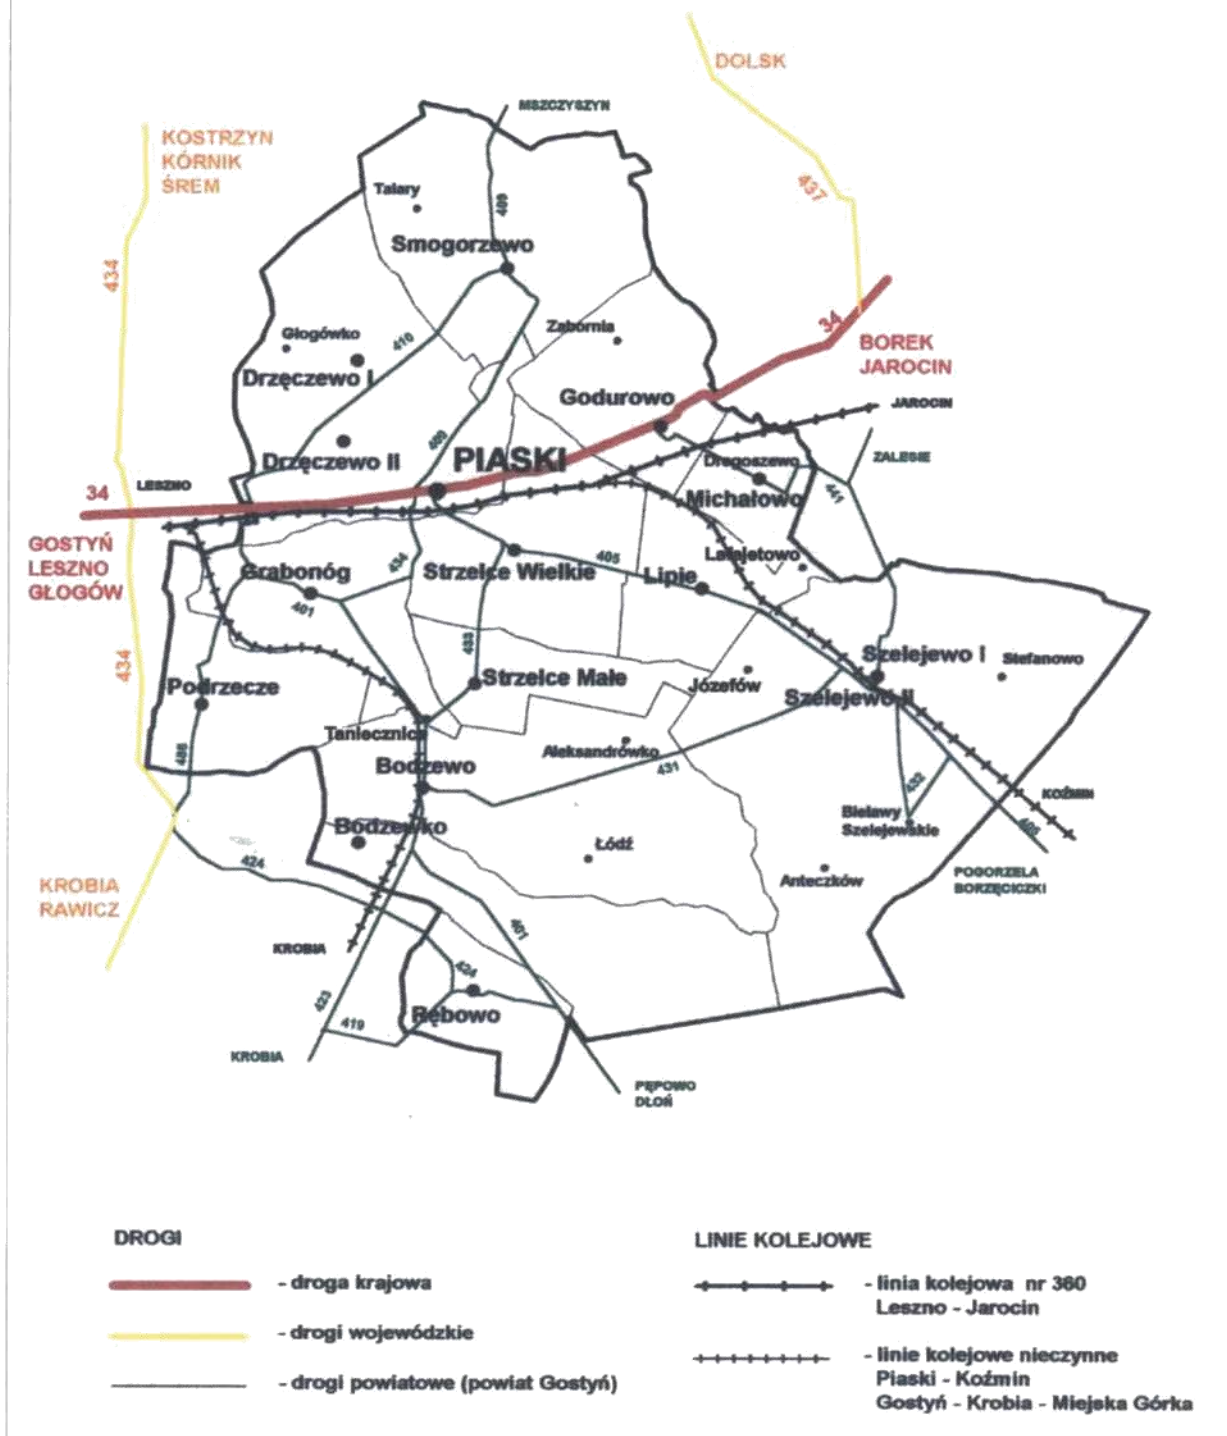 DOLSK
MSZCZYSZYN
KOSTRZYN
KÓRNIK
ŚREM
437
Talary
409
Smogorzewo
434
Zabornia
34
Głogówko
410
BOREK
JAROCIN
Drzęczewo I
Godurowo
JAROCIN
409
Drzęczewo II
PIASKI
ZALESIE
Drogoszewo
34
LESZNO
441
Michałowo
GOSTYŃ
LESZNO
GŁOGÓW
Grabonóg
434
Strzelce Wielkie
405
Lafajetowo
Lipie
401
433
434
Szelejewo I
Stefanowo
Podrzecze
Strzelce Małe
Józefów
Szelejewo II
Taniecznica
486
Aleksandrówko
431
Bodzewo
432
KOŹMIN
Bielawy
Szelejewskie
405
Bodzewko
Łódź
424
Anteczków
POGORZELA
BORZĘCICZKI
KROBIA
RAWICZ
KROBIA
401
424
423
Rębowo
419
KROBIA
PĘPOWO
DŁOŃ
DROGI
LINIE KOLEJOWE
- droga krajowa
- linia kolejowa nr 360
Leszno - Jarocin
- drogi wojewódzkie
- linie kolejowe nieczynne
Piaski - Koźmin
Gostyń - Krobia - Miejska Górka
- drogi powiatowe (powiat Gostyń)